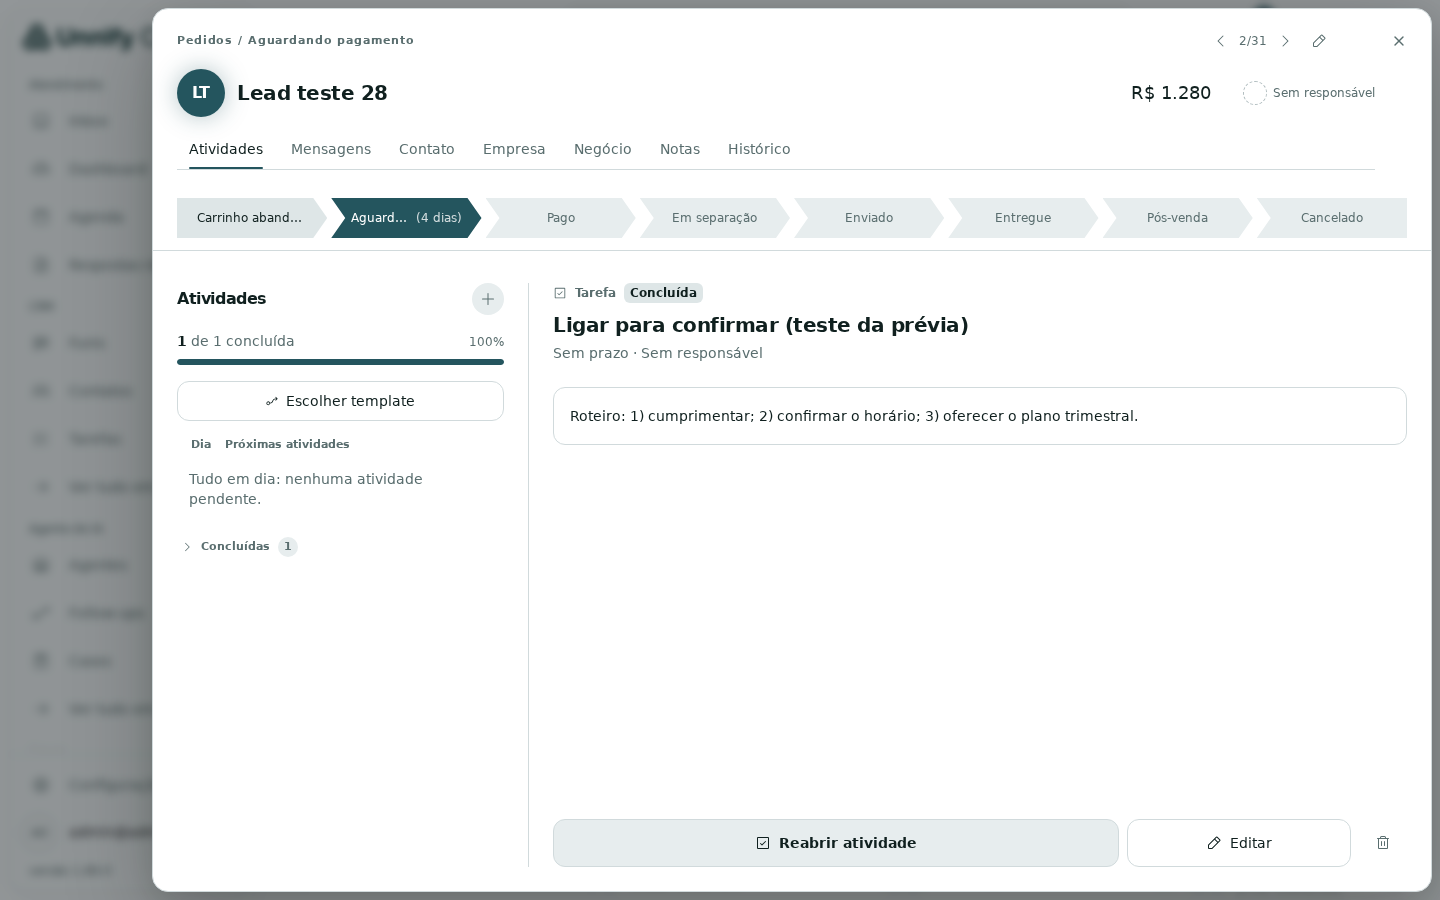 Pedidos / Aguardando pagamento
2/31
LT
Lead teste 28
R$ 1.280
Sem responsável
Atividades
Mensagens
Contato
Empresa
Negócio
Notas
Histórico
Carrinho aband...
Aguard... (4 dias)
Pago
Em separação
Enviado
Entregue
Pós-venda
Cancelado
Atividades
1 de 1 concluída
100%
Escolher template
Dia Próximas atividades
Tudo em dia: nenhuma atividade
pendente.
Concluídas 1
Tarefa Concluída
Ligar para confirmar (teste da prévia)
Sem prazo · Sem responsável
Roteiro: 1) cumprimentar; 2) confirmar o horário; 3) oferecer o plano trimestral.
Reabrir atividade
Editar